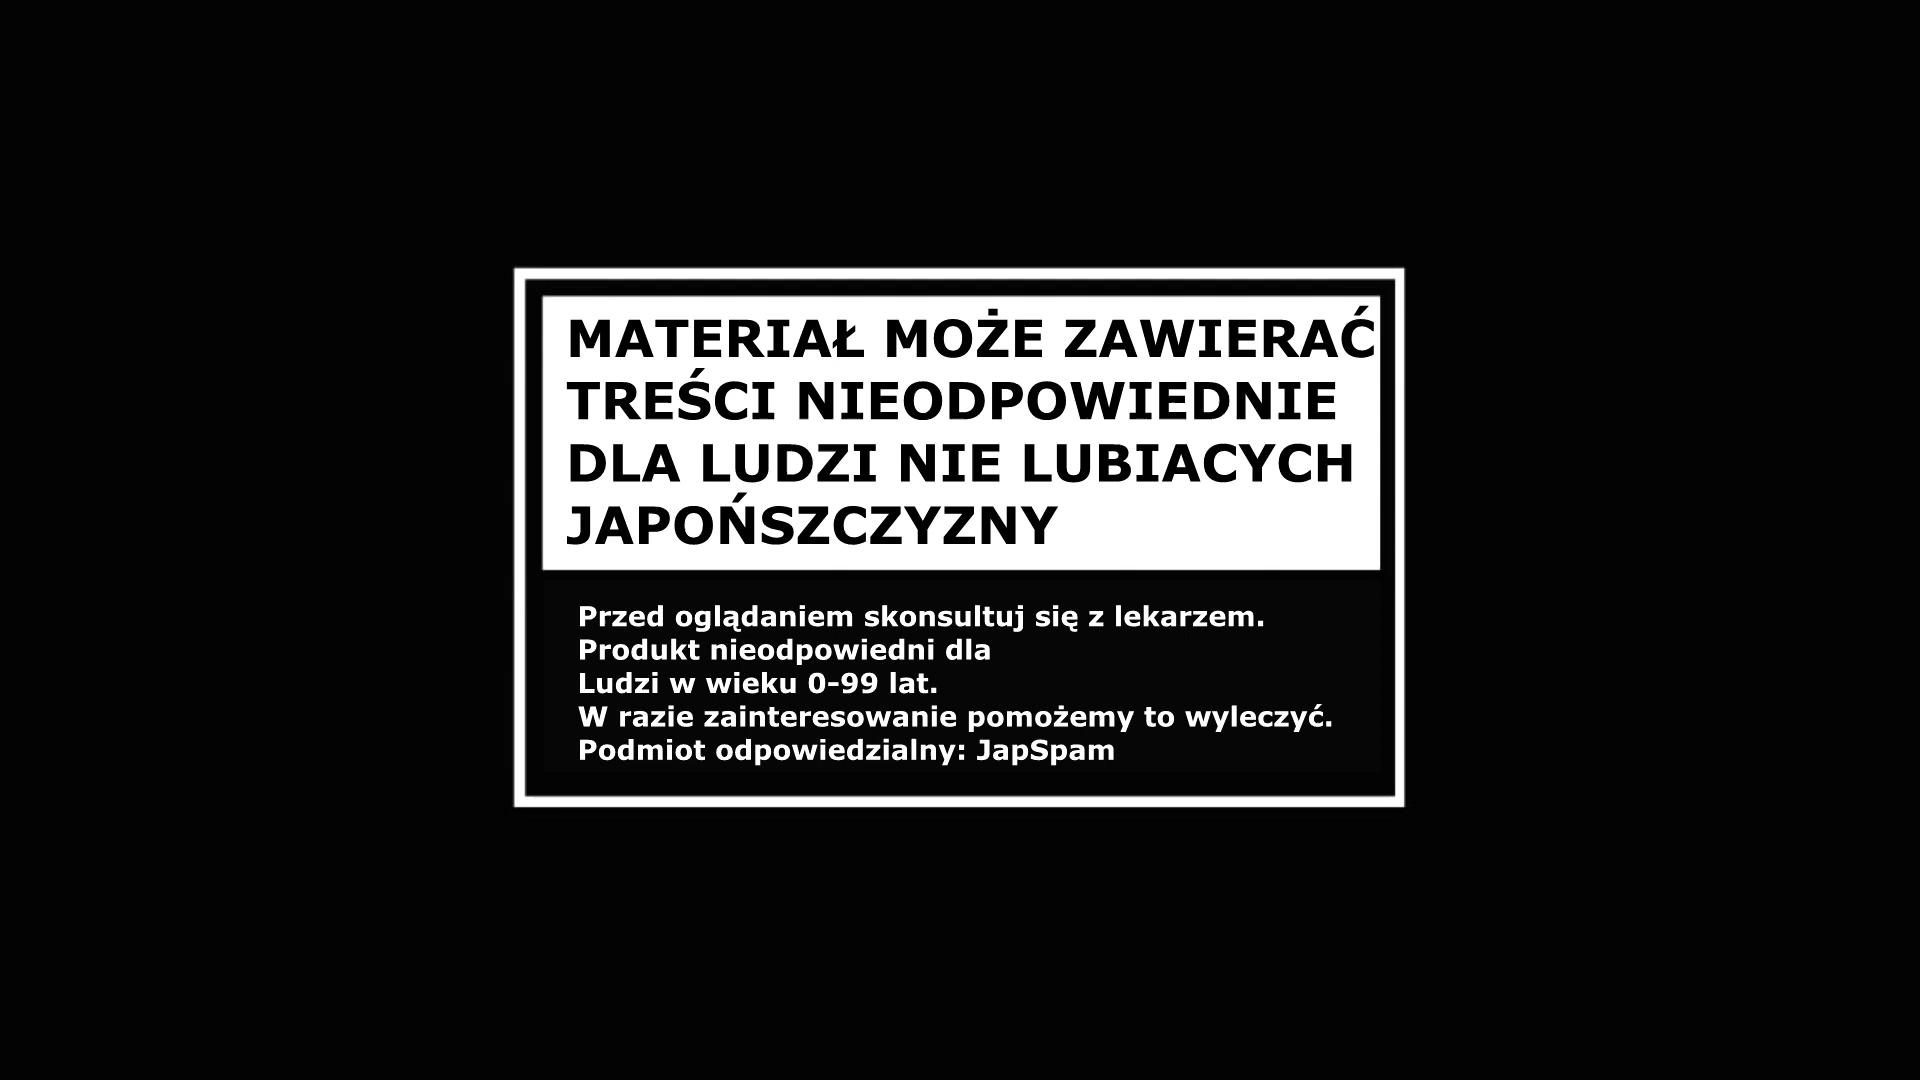 MATERIAŁ MOŻE ZAWIERAĆ
TREŚCI NIEODPOWIEDNIE
DLA LUDZI NIE LUBIACYCH
JAPOŃSZCZYZNY
Przed oglądaniem skonsultuj się z lekarzem.
Produkt nieodpowiedni dla
Ludzi w wieku 0-99 lat.
W razie zainteresowanie pomożemy to wyleczyć.
Podmiot odpowiedzialny: JapSpam